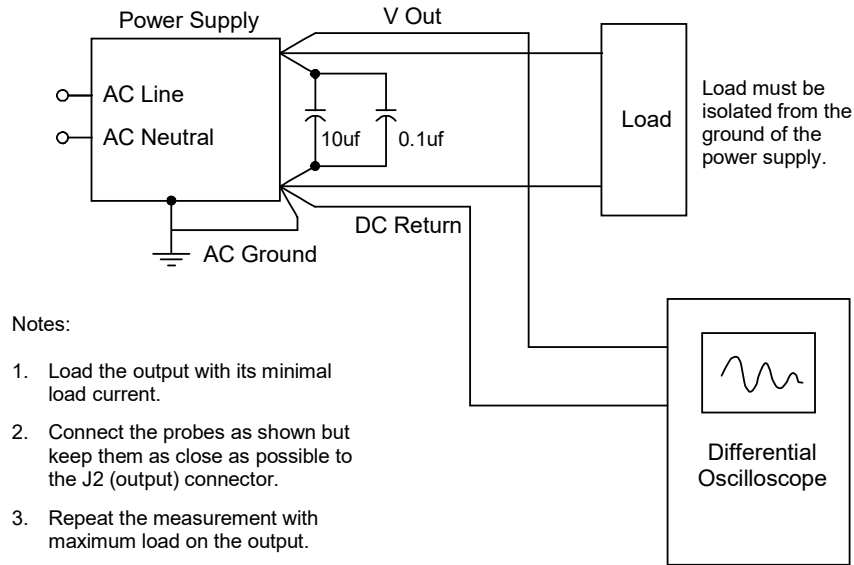 Power Supply
V Out
AC Line
AC Neutral
10uf
0.1uf
Load
Load must be
isolated from the
ground of the
power supply.
DC Return
AC Ground
Notes:
1. Load the output with its minimal
load current.
2. Connect the probes as shown but
keep them as close as possible to
the J2 (output) connector.
3. Repeat the measurement with
maximum load on the output.
Differential
Oscilloscope